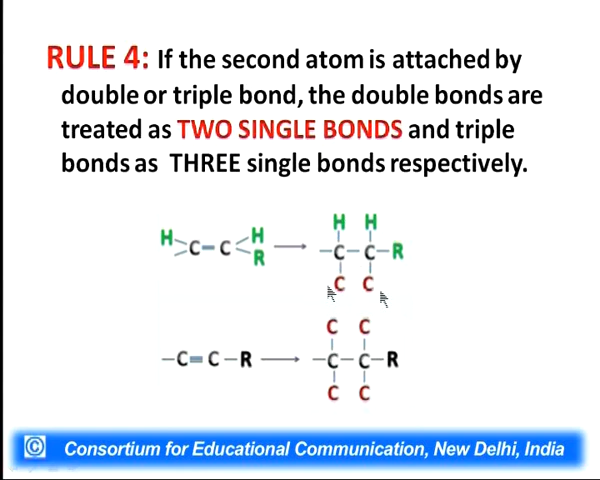 RULE 4: If the second atom is attached by
double or triple bond, the double bonds are
treated as TWO SINGLE BONDS and triple
bonds as THREE single bonds respectively.
H H
H H
C=C → -C-C-R
R
C C
C C
-C≡C-R → -C-C-R
C C
© Consortium for Educational Communication, New Delhi, India